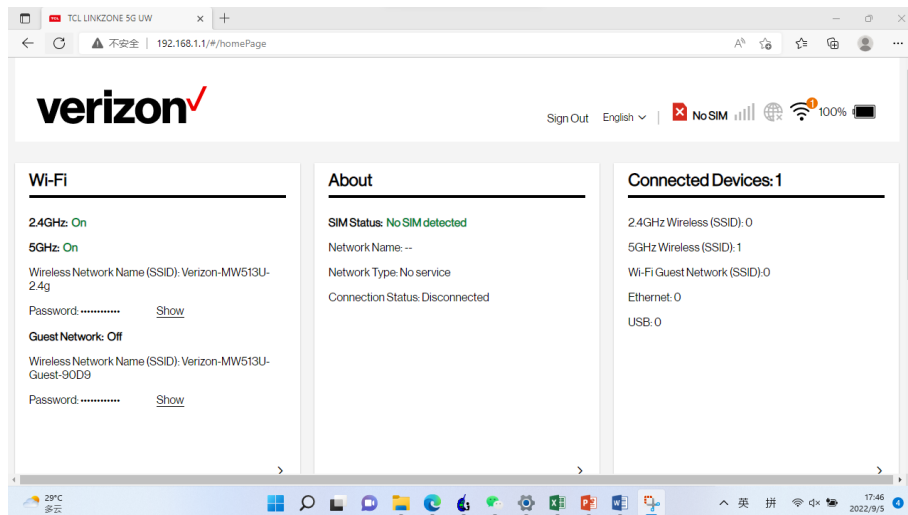 TCL LINKZONE 5G UW
不安全 | 192.168.1.1/#/homePage
verizon
Sign Out English | No SIM 1 100%
Wi-Fi
2.4GHz: On
5GHz: On
Wireless Network Name (SSID): Verizon-MW513U-
2.4g
Password: •••••••••••• Show
Guest Network: Off
Wireless Network Name (SSID): Verizon-MW513U-
Guest-90D9
Password: •••••••••••• Show
About
SIM Status: No SIM detected
Network Name: --
Network Type: No service
Connection Status: Disconnected
Connected Devices: 1
2.4GHz Wireless (SSID): 0
5GHz Wireless (SSID): 1
Wi-Fi Guest Network (SSID):0
Ethernet: 0
USB: 0
29°C
多云
英 拼
17:46
2022/9/5
4